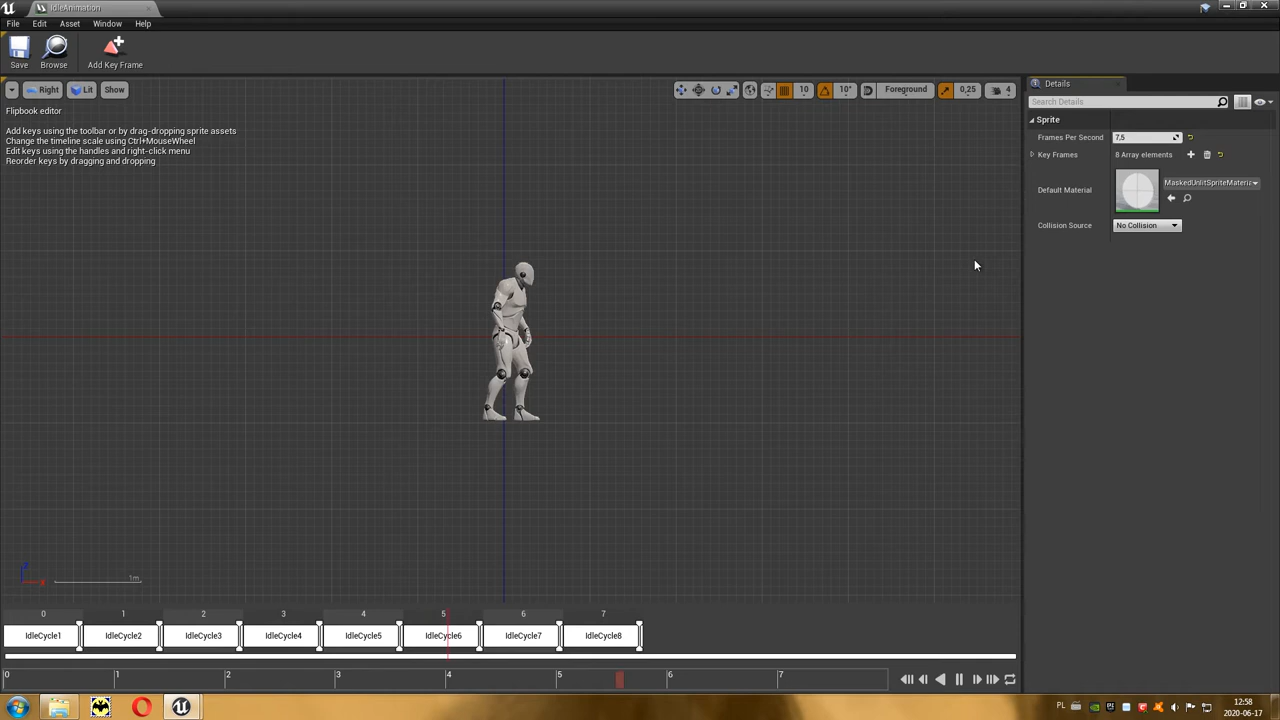 IdleAnimation
File Edit Asset Window Help
Save Browse Add Key Frame
Right Lit Show
10 10° Foreground 0,25 4
Flipbook editor
Add keys using the toolbar or by drag-dropping sprite assets
Change the timeline scale using Ctrl+MouseWheel
Edit keys using the handles and right-click menu
Reorder keys by dragging and dropping
Details
Search Details
Sprite
Frames Per Second 7,5
Key Frames 8 Array elements
Default Material MaskedUnlitSpriteMateria
Collision Source No Collision
Z
X
1m
0 1 2 3 4 5 6 7
IdleCycle1 IdleCycle2 IdleCycle3 IdleCycle4 IdleCycle5 IdleCycle6 IdleCycle7 IdleCycle8
0 1 2 3 4 5 6 7
PL 12:58
2020-06-17